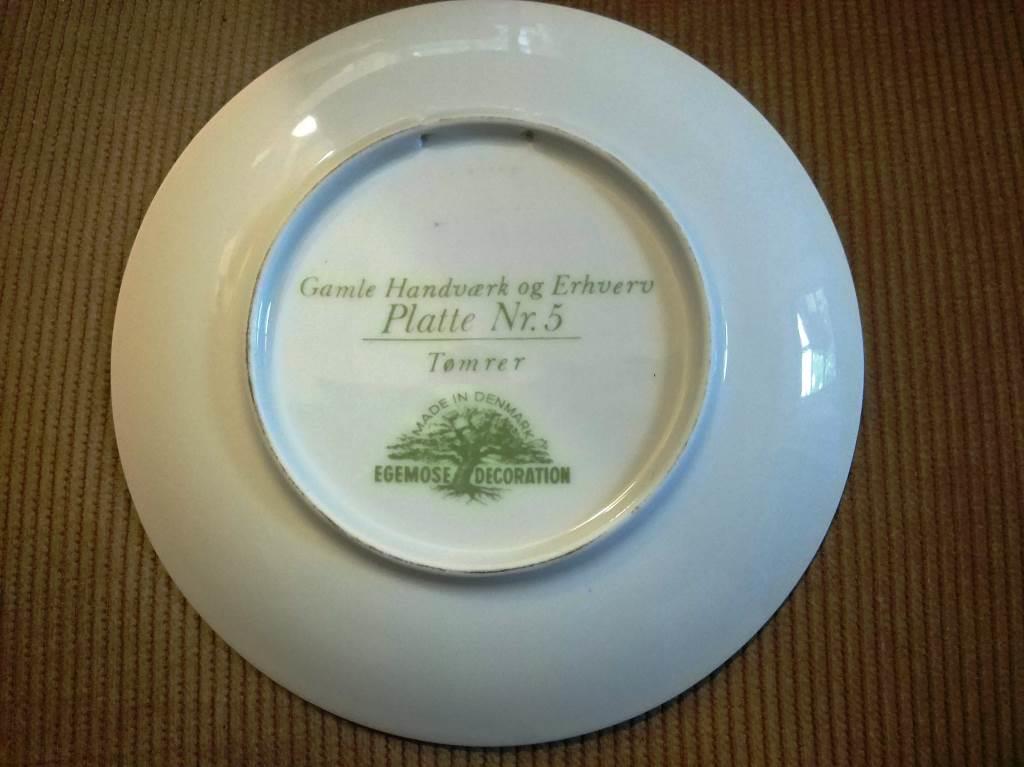 Gamle Handværk og Erhverv
Platte Nr. 5
Tømrer
MADE IN DENMARK
EGEMOSE DECORATION